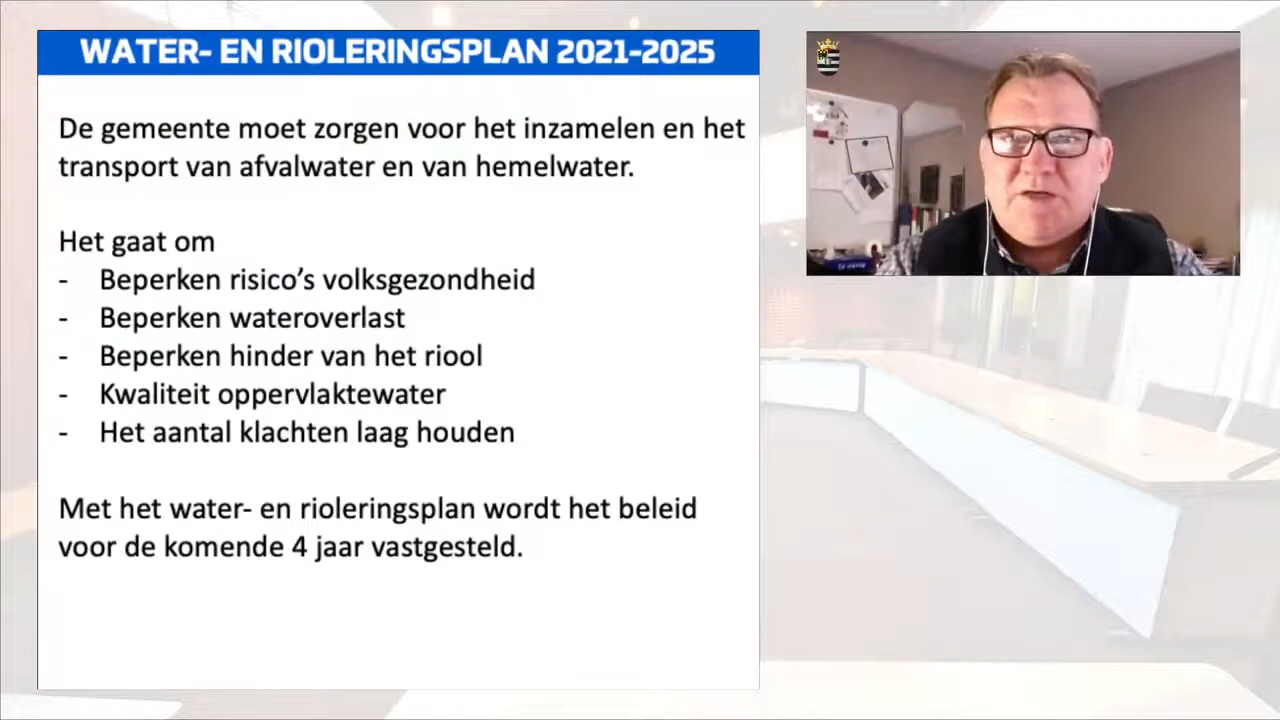 WATER- EN RIOLERINGSPLAN 2021-2025
De gemeente moet zorgen voor het inzamelen en het
transport van afvalwater en van hemelwater.
Het gaat om
- Beperken risico's volksgezondheid
- Beperken wateroverlast
- Beperken hinder van het riool
- Kwaliteit oppervlaktewater
- Het aantal klachten laag houden
Met het water- en rioleringsplan wordt het beleid
voor de komende 4 jaar vastgesteld.